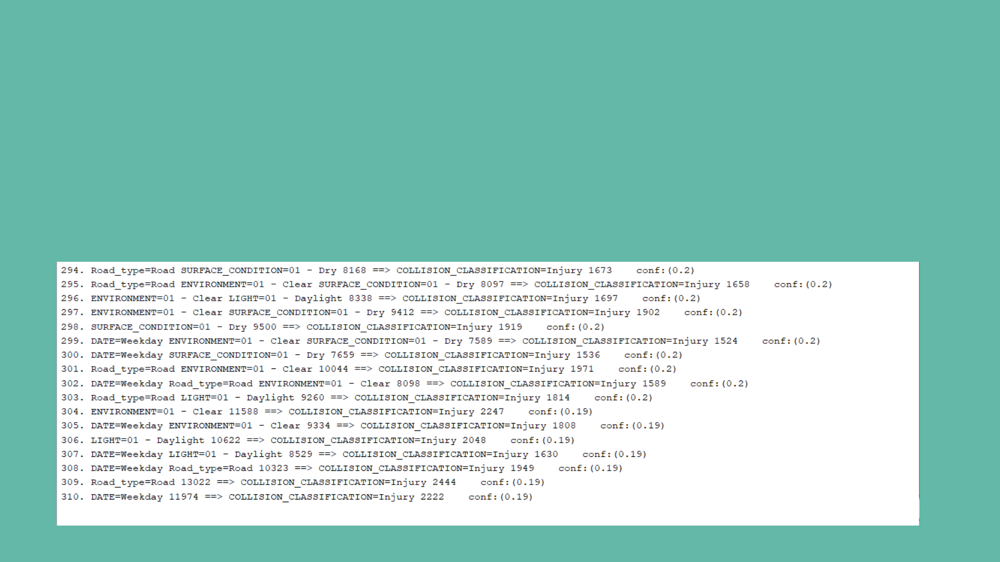 294. Road_type=Road SURFACE_CONDITION=01 - Dry 8168 ==> COLLISION_CLASSIFICATION=Injury 1673    conf:(0.2)
295. Road_type=Road ENVIRONMENT=01 - Clear SURFACE_CONDITION=01 - Dry 8097 ==> COLLISION_CLASSIFICATION=Injury 1658    conf:(0.2)
296. ENVIRONMENT=01 - Clear LIGHT=01 - Daylight 8338 ==> COLLISION_CLASSIFICATION=Injury 1697    conf:(0.2)
297. ENVIRONMENT=01 - Clear SURFACE_CONDITION=01 - Dry 9412 ==> COLLISION_CLASSIFICATION=Injury 1902    conf:(0.2)
298. SURFACE_CONDITION=01 - Dry 9500 ==> COLLISION_CLASSIFICATION=Injury 1919    conf:(0.2)
299. DATE=Weekday ENVIRONMENT=01 - Clear SURFACE_CONDITION=01 - Dry 7589 ==> COLLISION_CLASSIFICATION=Injury 1524    conf:(0.2)
300. DATE=Weekday SURFACE_CONDITION=01 - Dry 7659 ==> COLLISION_CLASSIFICATION=Injury 1536    conf:(0.2)
301. Road_type=Road ENVIRONMENT=01 - Clear 10044 ==> COLLISION_CLASSIFICATION=Injury 1971    conf:(0.2)
302. DATE=Weekday Road_type=Road ENVIRONMENT=01 - Clear 8098 ==> COLLISION_CLASSIFICATION=Injury 1589    conf:(0.2)
303. Road_type=Road LIGHT=01 - Daylight 9260 ==> COLLISION_CLASSIFICATION=Injury 1814    conf:(0.2)
304. ENVIRONMENT=01 - Clear 11588 ==> COLLISION_CLASSIFICATION=Injury 2247    conf:(0.19)
305. DATE=Weekday ENVIRONMENT=01 - Clear 9334 ==> COLLISION_CLASSIFICATION=Injury 1808    conf:(0.19)
306. LIGHT=01 - Daylight 10622 ==> COLLISION_CLASSIFICATION=Injury 2048    conf:(0.19)
307. DATE=Weekday LIGHT=01 - Daylight 8529 ==> COLLISION_CLASSIFICATION=Injury 1630    conf:(0.19)
308. DATE=Weekday Road_type=Road 10323 ==> COLLISION_CLASSIFICATION=Injury 1949    conf:(0.19)
309. Road_type=Road 13022 ==> COLLISION_CLASSIFICATION=Injury 2444    conf:(0.19)
310. DATE=Weekday 11974 ==> COLLISION_CLASSIFICATION=Injury 2222    conf:(0.19)